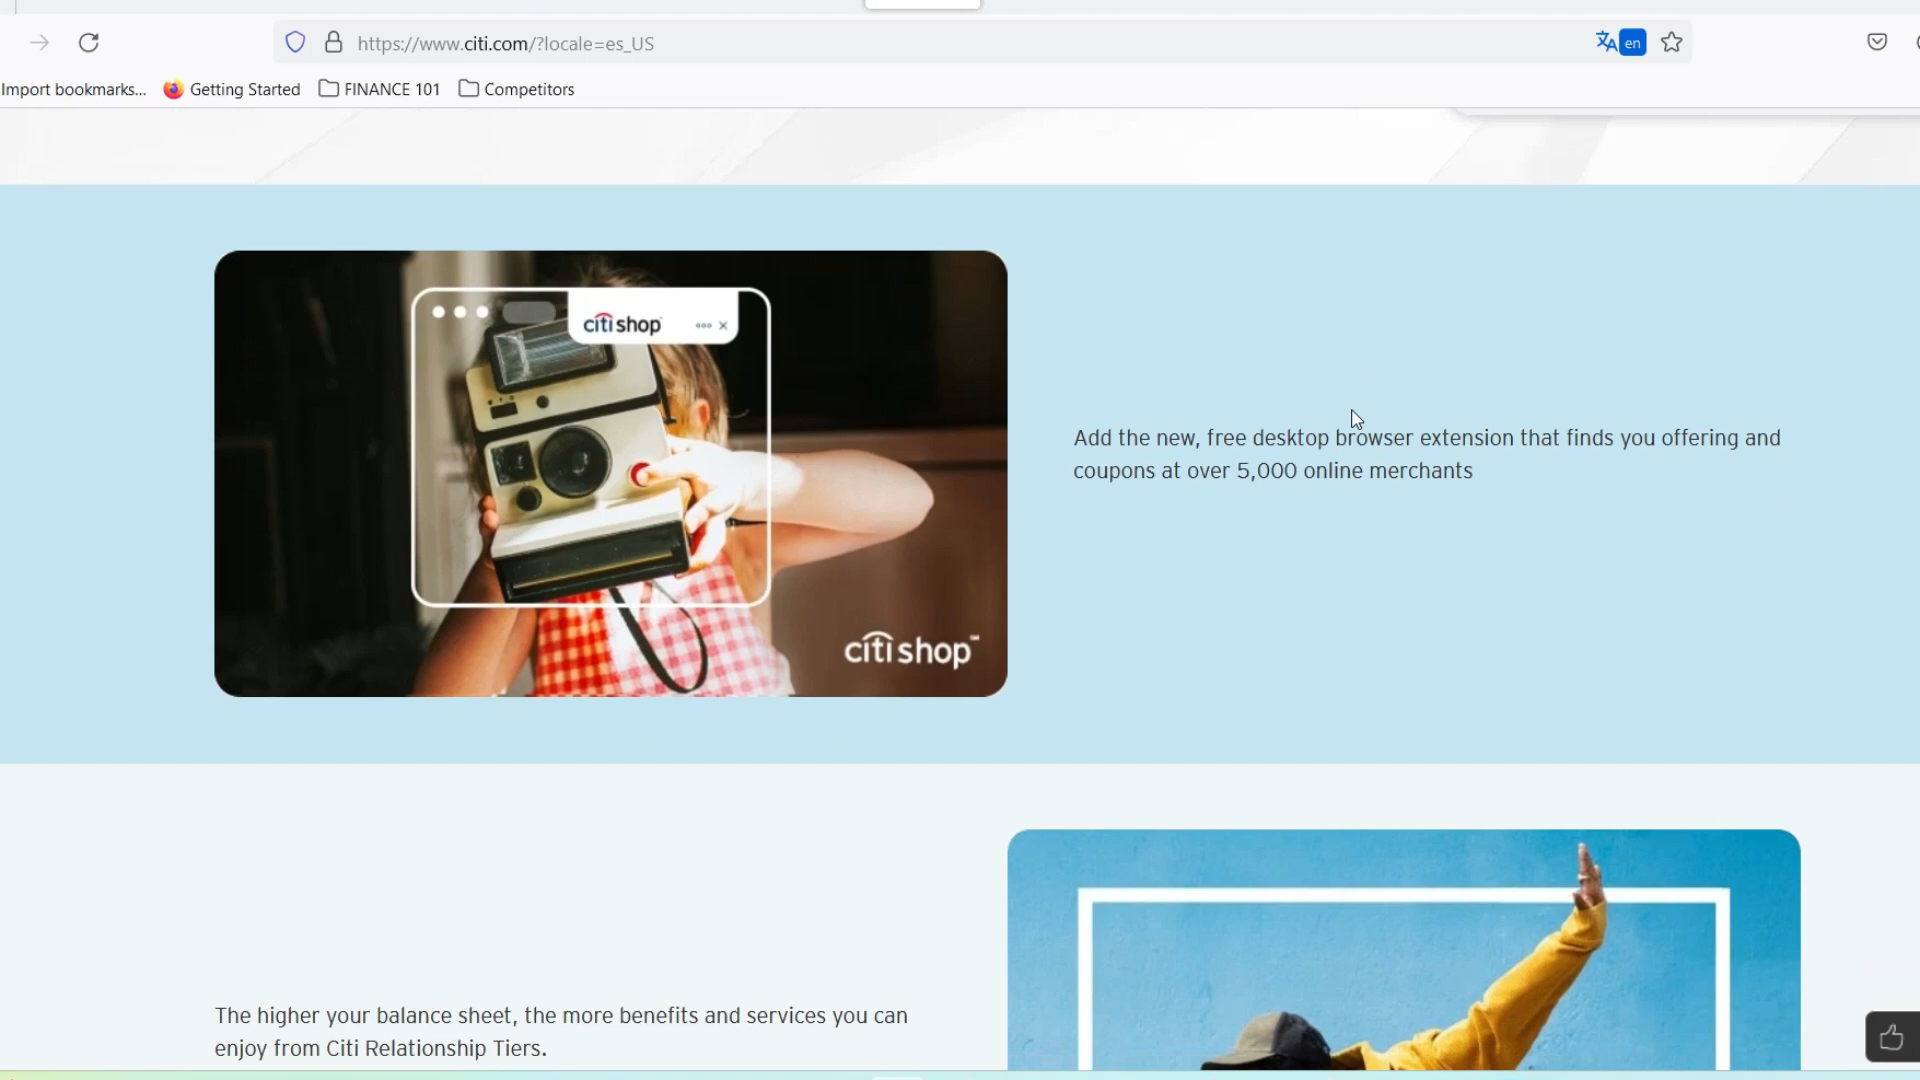 https://www.citi.com/?locale=es_US
en
Import bookmarks...
Getting Started
FINANCE 101
Competitors
citi shop
Add the new, free desktop browser extension that finds you offering and
coupons at over 5,000 online merchants
citi shop™
The higher your balance sheet, the more benefits and services you can
enjoy from Citi Relationship Tiers.